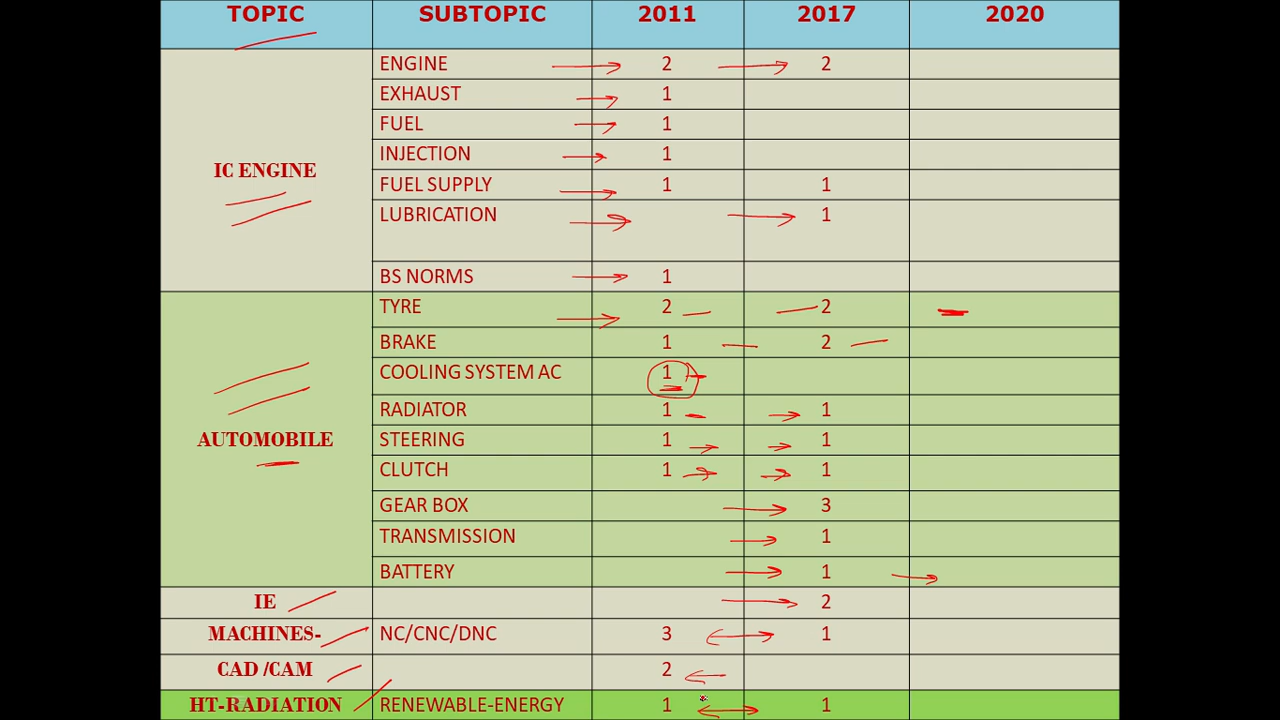 TOPIC SUBTOPIC 2011 2017 2020
ENGINE 2 2
EXHAUST 1
FUEL 1
INJECTION 1
IC ENGINE
FUEL SUPPLY 1 1
LUBRICATION 1
BS NORMS 1
TYRE 2 2
BRAKE 1 2
COOLING SYSTEM AC 1
RADIATOR 1 1
AUTOMOBILE STEERING 1 1
CLUTCH 1 1
GEAR BOX 3
TRANSMISSION 1
BATTERY 1
IE 2
MACHINES- NC/CNC/DNC 3 1
CAD /CAM 2
HT-RADIATION RENEWABLE-ENERGY 1 1